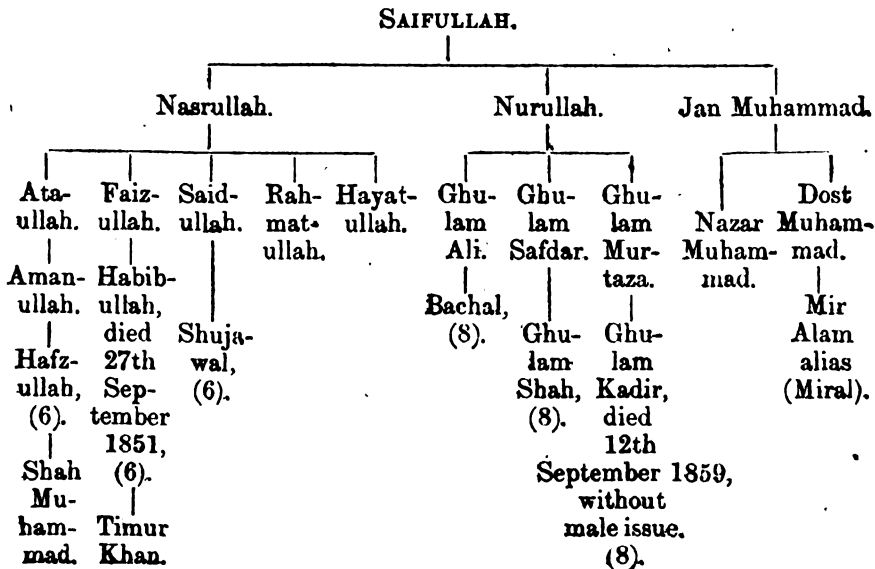 SAIFULLAH.
Nasrullah. Nurullah. Jan Muhammad.
Ata- Faiz- Said- Rah- Hayat- Ghu- Ghu- Ghu- Dost
ullah. ullah. ullah. mat- ullah. lam lam lam Nazar Muham-
ullah. Ali. Safdar. Mur- Muham- mad.
Aman- Habib- taza. mad.
ullah. ullah, Bachal, Mir
died Shuja- (8). Ghu- Ghu- Alam
Hafz- 27th wal, lam lam alias
ullah, Sep- (6). Shah, Kadir, (Miral).
(6). tember (8). died
1851, 12th
Shah (6). September 1859,
Mu- without
ham- Timur male issue.
mad. Khan. (8).